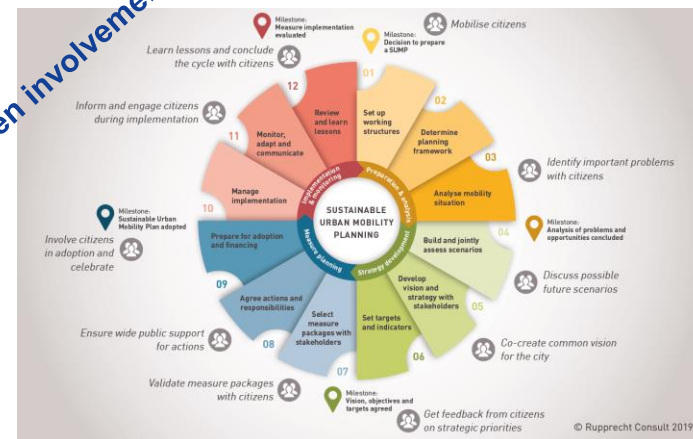 en involvement
Milestone:
Measure implementation
evaluated
Milestone:
Decision to prepare
a SUMP
Mobilise citizens
Learn lessons and conclude
the cycle with citizens
Inform and engage citizens
during implementation
12
Review
and learn
lessons
01
Set up
working
structures
02
Determine
planning
framework
03
Analyse mobility
situation
Identify important problems
with citizens
11
Monitor,
adapt and
communicate
10
Manage
implementation
Implementation
& monitoring
Preparation & analysis
SUSTAINABLE
URBAN MOBILITY
PLANNING
Measure planning
Strategy development
Milestone:
Sustainable Urban
Mobility Plan adopted
Involve citizens
in adoption and
celebrate
Milestone:
Analysis of problems and
opportunities concluded
04
Build and jointly
assess scenarios
Discuss possible
future scenarios
05
Develop
vision and
strategy with
stakeholders
Co-create common vision
for the city
06
Set targets
and indicators
09
Prepare for adoption
and financing
08
Agree actions and
responsibilities
07
Select
measure
packages with
stakeholders
Ensure wide public support
for actions
Validate measure packages
with citizens
Milestone:
Vision, objectives and
targets agreed
Get feedback from citizens
on strategic priorities
© Rupprecht Consult 2019